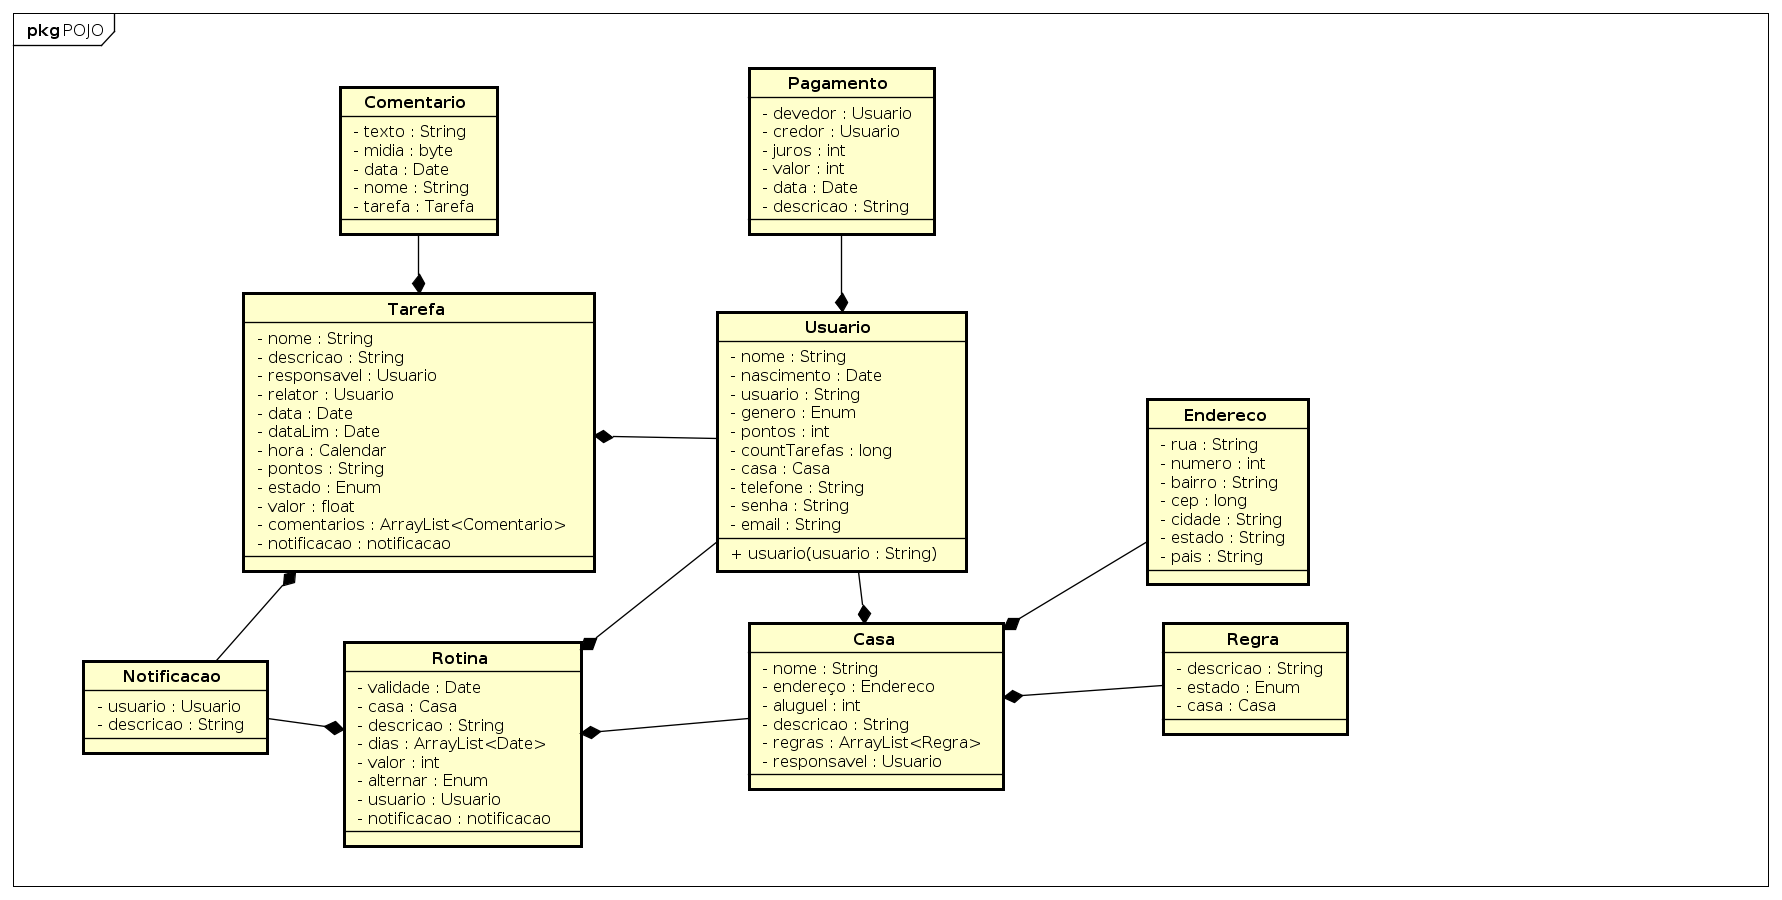 pkg POJO
Comentario
- texto : String
- midia : byte
- data : Date
- nome : String
- tarefa : Tarefa
Pagamento
- devedor : Usuario
- credor : Usuario
- juros : int
- valor : int
- data : Date
- descricao : String
Tarefa
- nome : String
- descricao : String
- responsavel : Usuario
- relator : Usuario
- data : Date
- dataLim : Date
- hora : Calendar
- pontos : String
- estado : Enum
- valor : float
- comentarios : ArrayList<Comentario>
- notificacao : notificacao
Usuario
- nome : String
- nascimento : Date
- usuario : String
- genero : Enum
- pontos : int
- countTarefas : long
- casa : Casa
- telefone : String
- senha : String
- email : String
+ usuario(usuario : String)
Endereco
- rua : String
- numero : int
- bairro : String
- cep : long
- cidade : String
- estado : String
- pais : String
Notificacao
- usuario : Usuario
- descricao : String
Rotina
- validade : Date
- casa : Casa
- descricao : String
- dias : ArrayList<Date>
- valor : int
- alternar : Enum
- usuario : Usuario
- notificacao : notificacao
Casa
- nome : String
- endereço : Endereco
- aluguel : int
- descricao : String
- regras : ArrayList<Regra>
- responsavel : Usuario
Regra
- descricao : String
- estado : Enum
- casa : Casa